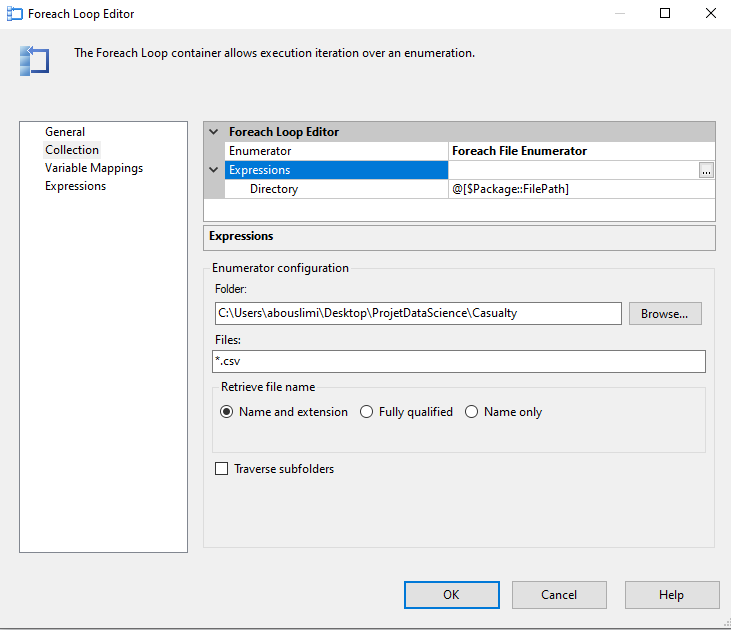 Foreach Loop Editor
The Foreach Loop container allows execution iteration over an enumeration.
General
Collection
Variable Mappings
Expressions
Foreach Loop Editor
Enumerator Foreach File Enumerator
Expressions ...
Directory @[$Package::FilePath]
Expressions
Enumerator configuration
Folder:
C:\Users\abouslimi\Desktop\ProjetDataScience\Casualty Browse...
Files:
*.csv
Retrieve file name
Name and extension Fully qualified Name only
Traverse subfolders
OK Cancel Help